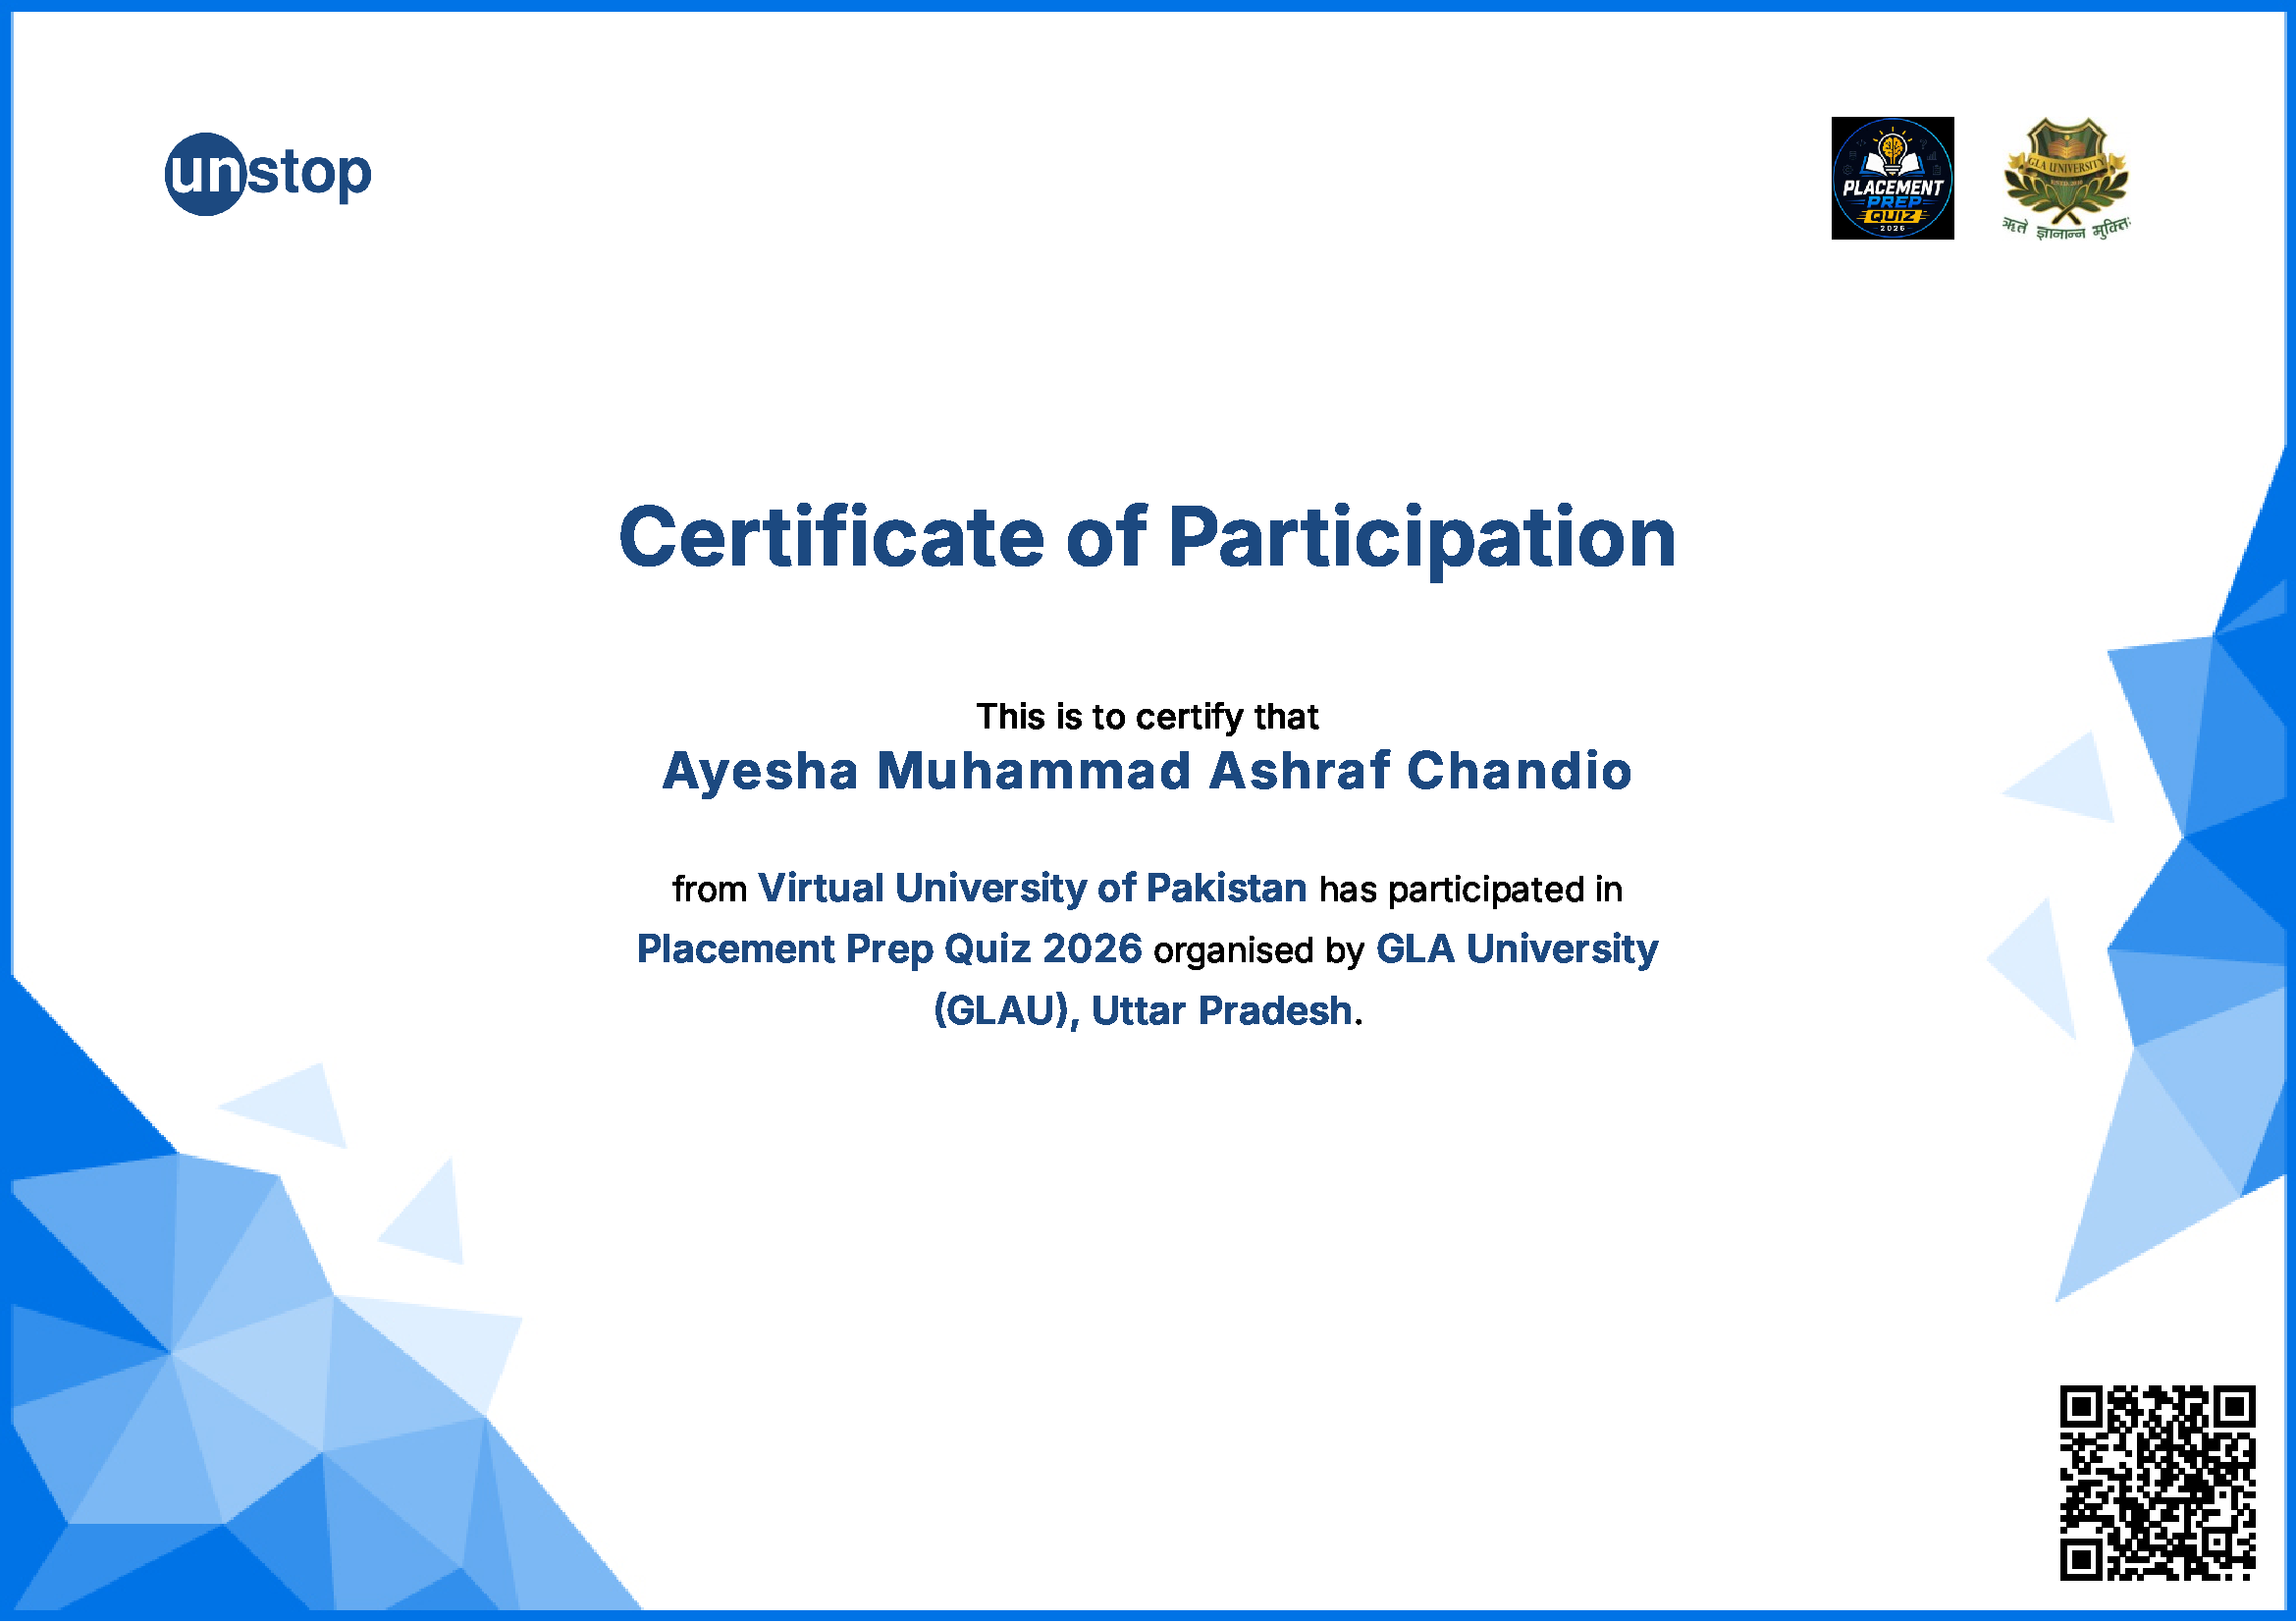 unstop
PLACEMENT
PREP
QUIZ
2026
GLA UNIVERSITY
ऋते ज्ञानान्न मुक्तिः
Certificate of Participation
This is to certify that
Ayesha Muhammad Ashraf Chandio
from Virtual University of Pakistan has participated in
Placement Prep Quiz 2026 organised by GLA University
(GLAU), Uttar Pradesh.